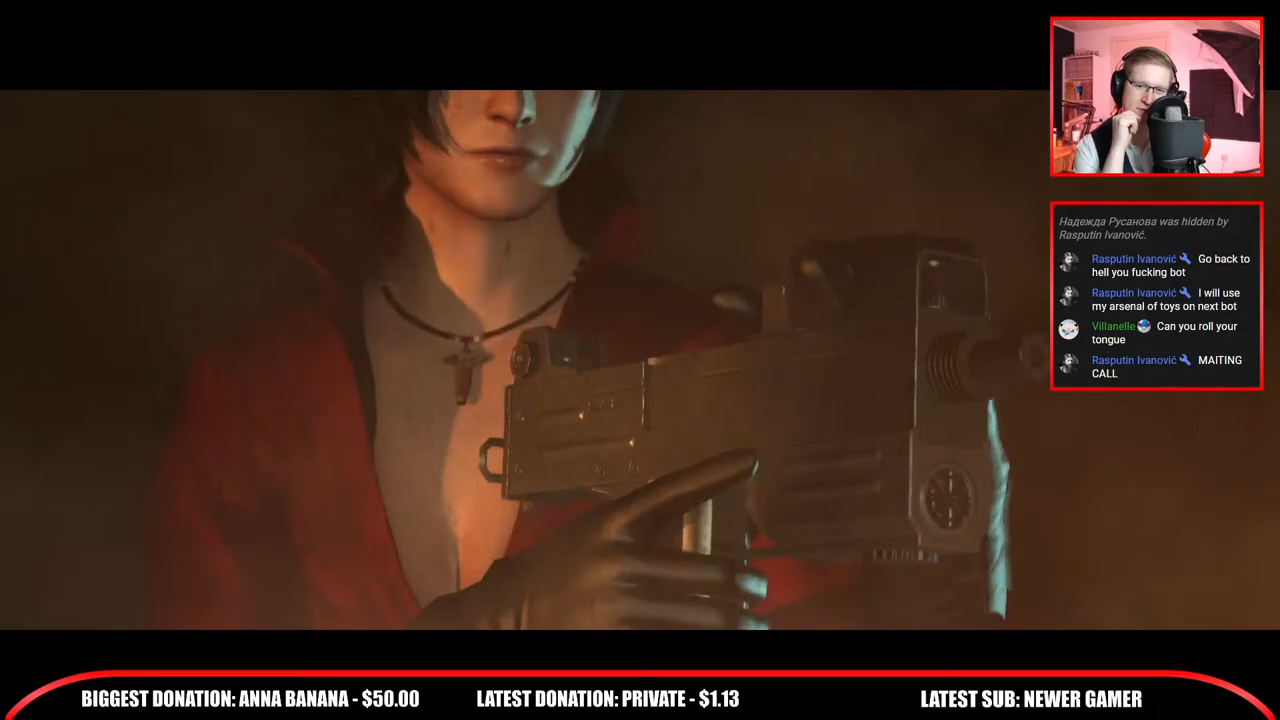 Надежда Русанова was hidden by
Rasputin Ivanović.
Rasputin Ivanović Go back to
hell you fucking bot
Rasputin Ivanović I will use
my arsenal of toys on next bot
Villanelle Can you roll your
tongue
Rasputin Ivanović MAITING
CALL
BIGGEST DONATION: ANNA BANANA - $50.00
LATEST DONATION: PRIVATE - $1.13
LATEST SUB: NEWER GAMER